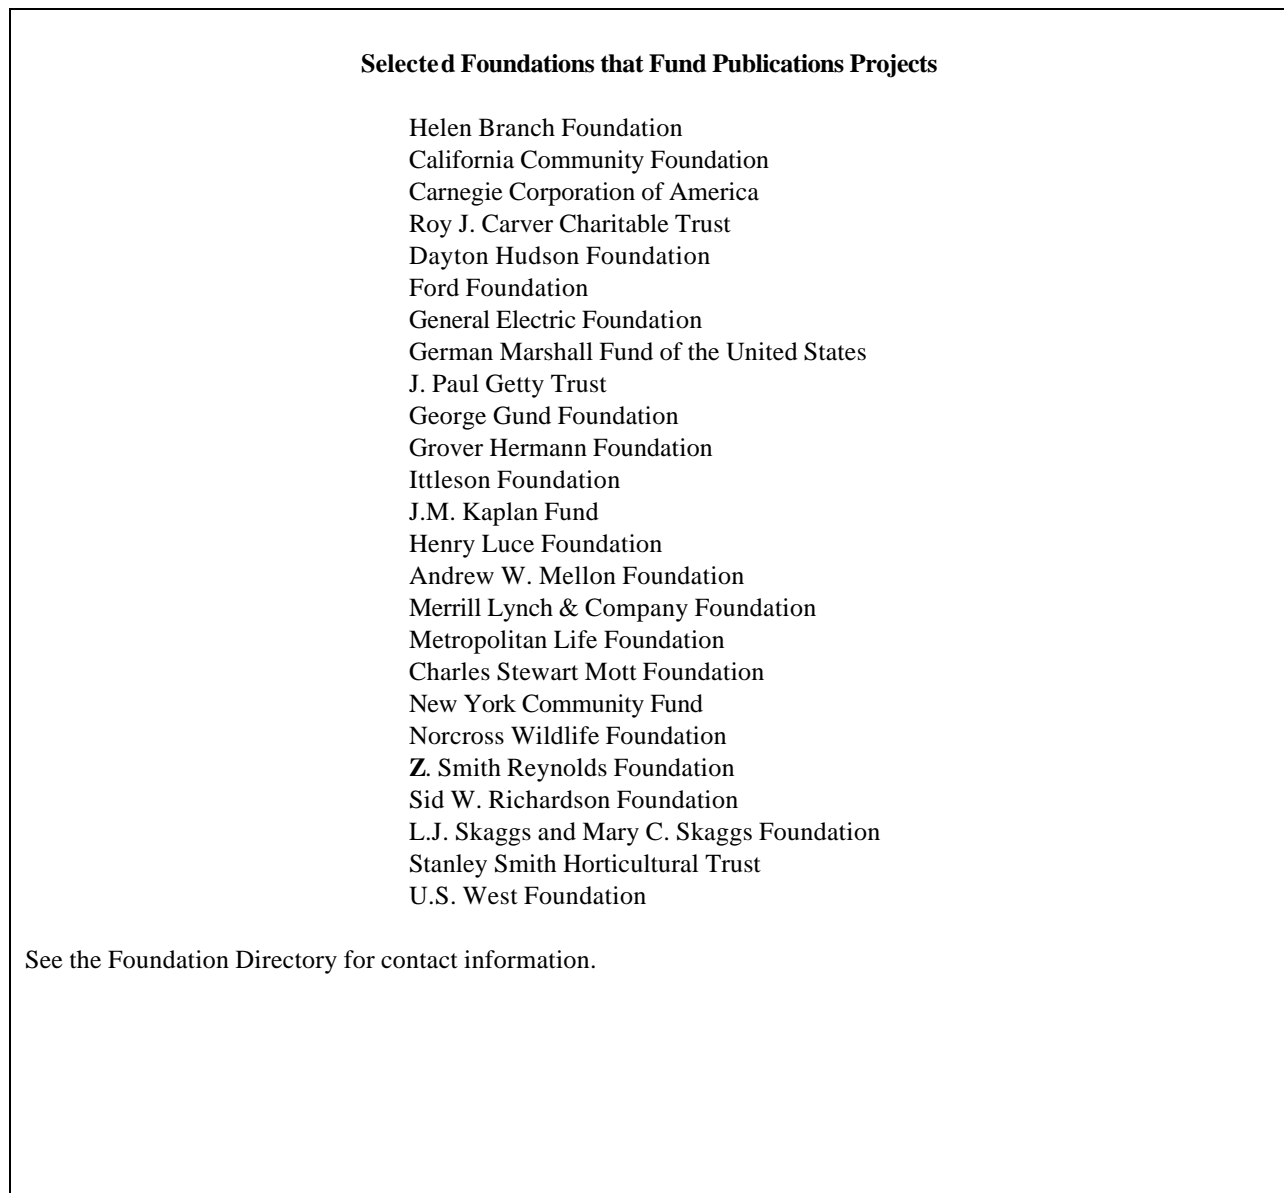 Selected Foundations that Fund Publications Projects
Helen Branch Foundation
California Community Foundation
Carnegie Corporation of America
Roy J. Carver Charitable Trust
Dayton Hudson Foundation
Ford Foundation
General Electric Foundation
German Marshall Fund of the United States
J. Paul Getty Trust
George Gund Foundation
Grover Hermann Foundation
Ittleson Foundation
J.M. Kaplan Fund
Henry Luce Foundation
Andrew W. Mellon Foundation
Merrill Lynch & Company Foundation
Metropolitan Life Foundation
Charles Stewart Mott Foundation
New York Community Fund
Norcross Wildlife Foundation
Z. Smith Reynolds Foundation
Sid W. Richardson Foundation
L.J. Skaggs and Mary C. Skaggs Foundation
Stanley Smith Horticultural Trust
U.S. West Foundation
See the Foundation Directory for contact information.